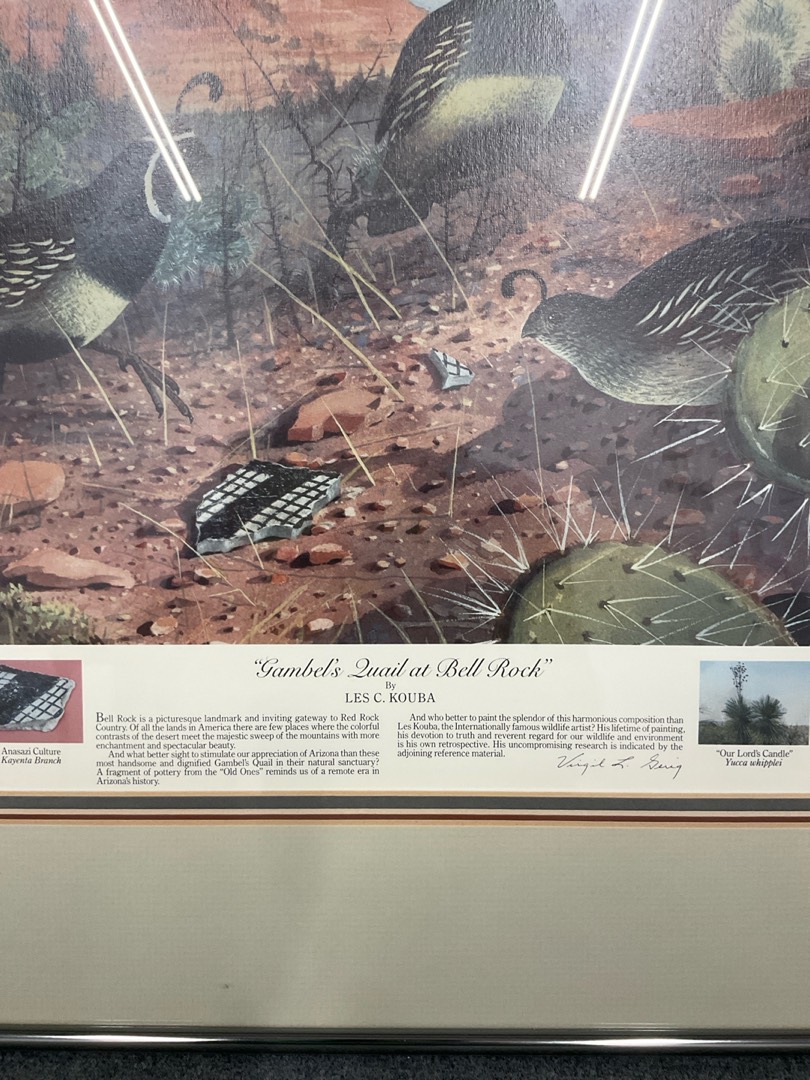 "Gambel's Quail at Bell Rock"
By
LES C. KOUBA
Bell Rock is a picturesque landmark and inviting gateway to Red Rock
Country. Of all the lands in America there are few places where the colorful
contrasts of the desert meet the majestic sweep of the mountains with more
enchantment and spectacular beauty.
And what better sight to stimulate our appreciation of Arizona than these
most handsome and dignified Gambel's Quail in their natural sanctuary?
A fragment of pottery from the "Old Ones" reminds us of a remote era in
Arizona's history.
And who better to paint the splendor of this harmonious composition than
Les Kouba, the Internationally famous wildlife artist? His lifetime of painting,
his devotion to truth and reverent regard for our wildlife and environment
is his own retrospective. His uncompromising research is indicated by the
adjoining reference material.
Virgil L. Gerig
Anasazi Culture
Kayenta Branch
"Our Lord's Candle"
Yucca whipplei